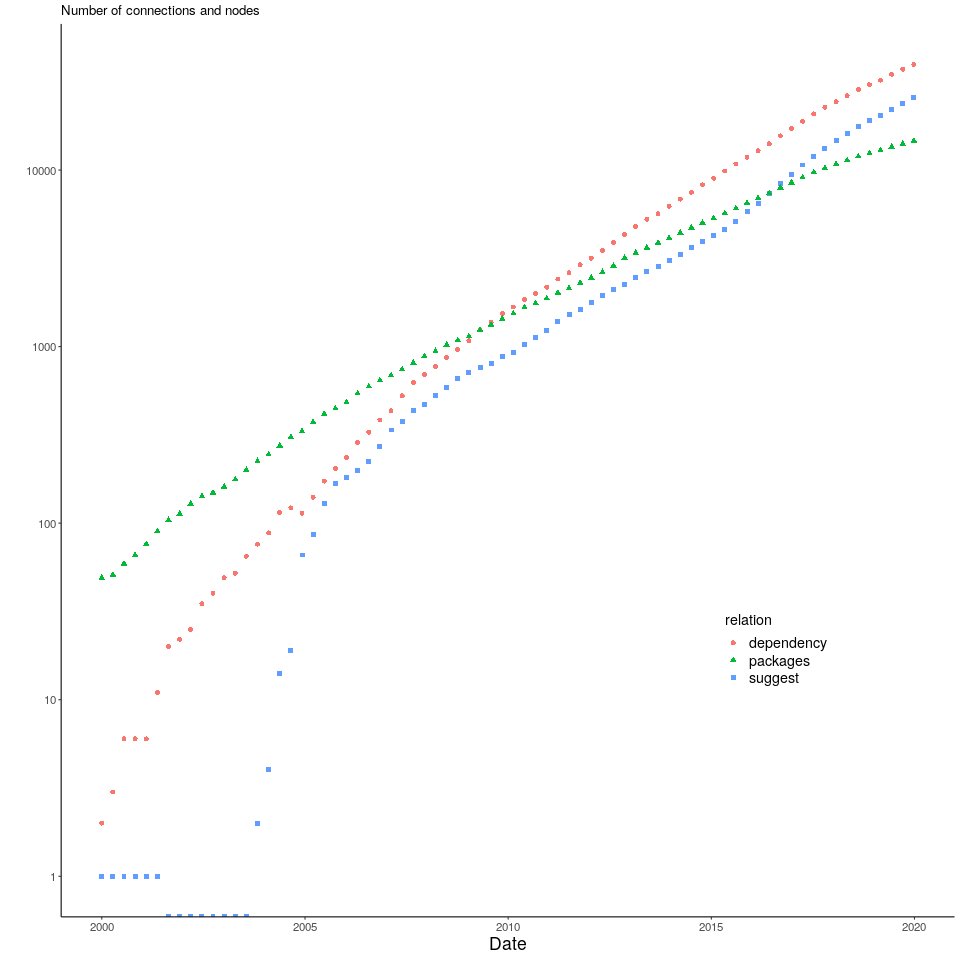 Number of connections and nodes
10000
1000
100
10
1
2000 2005 2010 2015 2020
Date
relation
dependency
packages
suggest